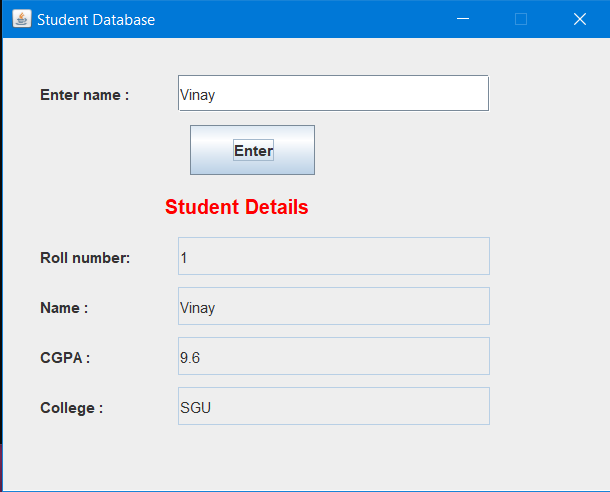 Student Database
Enter name : Vinay
Enter
Student Details
Roll number: 1
Name : Vinay
CGPA : 9.6
College : SGU